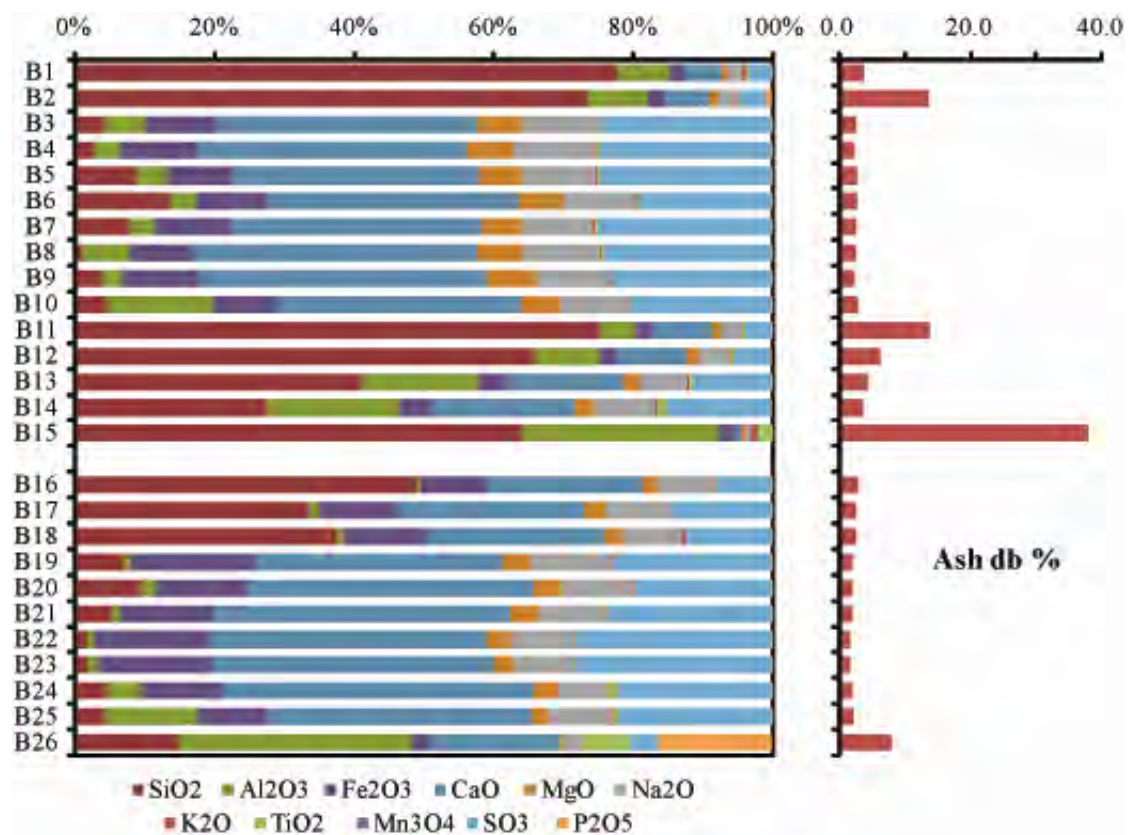 0% 20% 40% 60% 80% 100% 0.0 20.0 40.0
B1
B2
B3
B4
B5
B6
B7
B8
B9
B10
B11
B12
B13
B14
B15
B16
B17
B18
B19 Ash db %
B20
B21
B22
B23
B24
B25
B26
SiO2 Al2O3 Fe2O3 CaO MgO Na2O
K2O TiO2 Mn3O4 SO3 P2O5